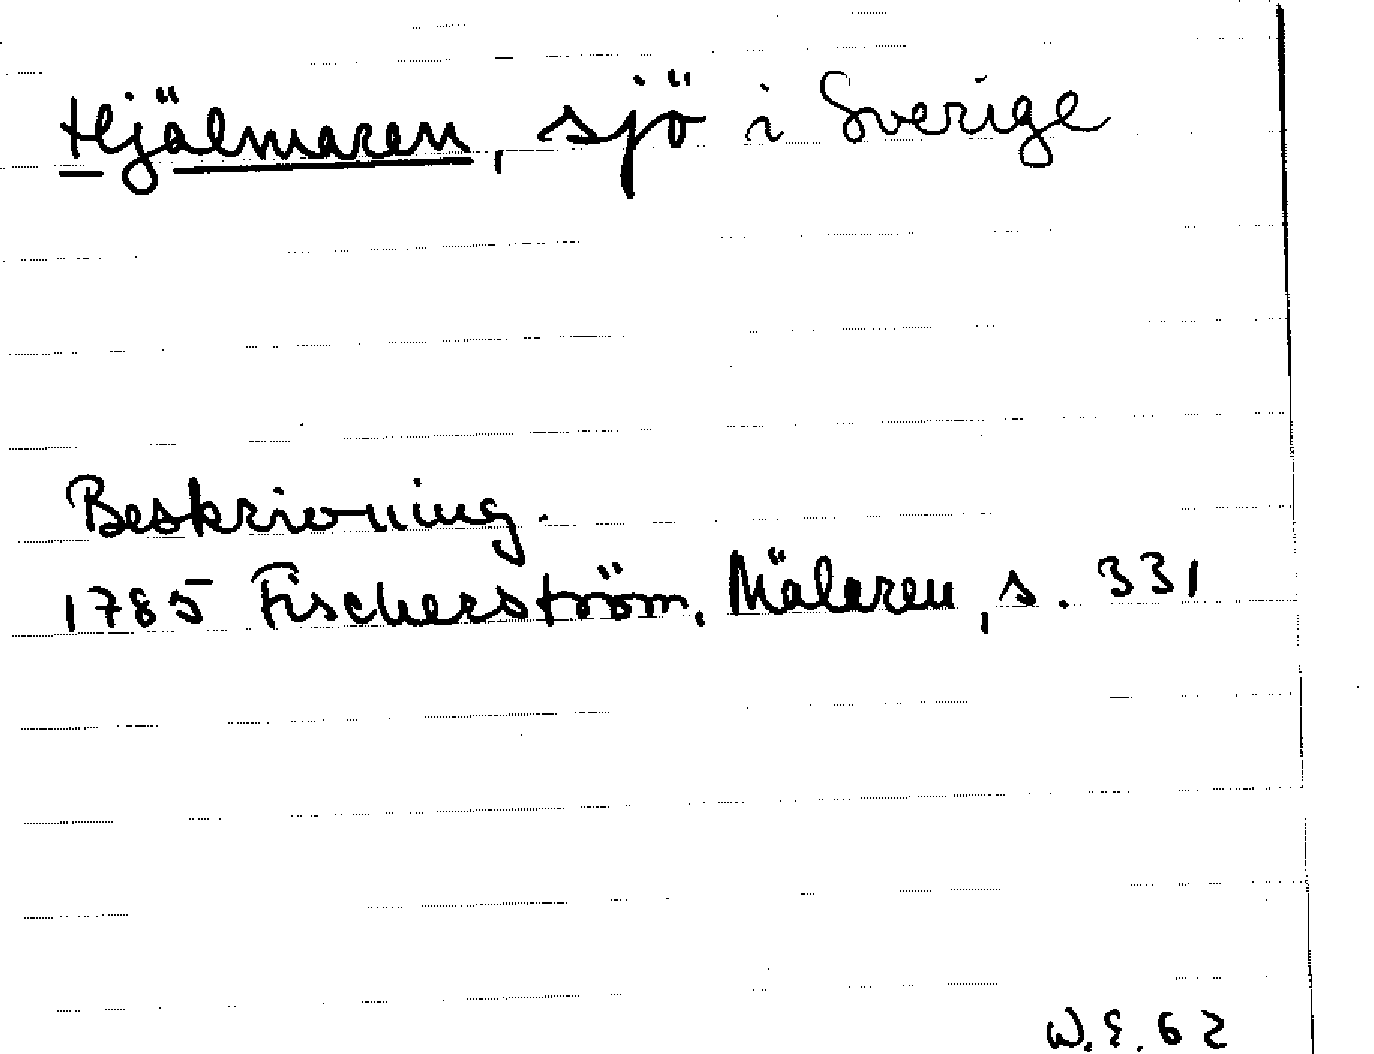 Hjälmaren, sjö i Sverige
Beskrivning.
1785 Fischerström, Mälaren, s. 331
W.E. 62